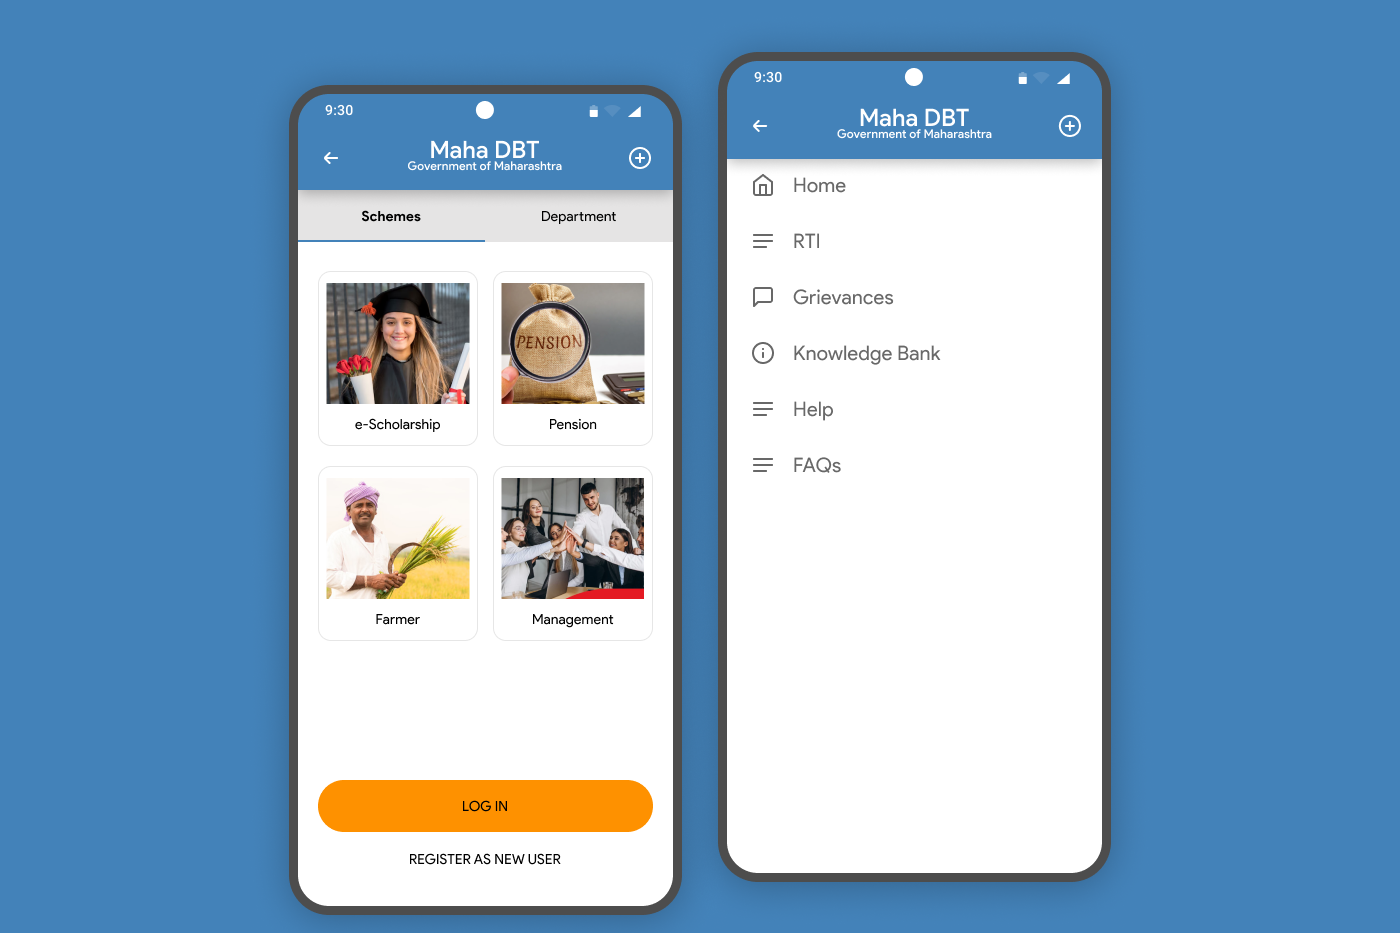 9:30
Maha DBT
Government of Maharashtra
Schemes
Department
PENSION
e-Scholarship
Pension
Farmer
Management
LOG IN
REGISTER AS NEW USER
9:30
Maha DBT
Government of Maharashtra
Home
RTI
Grievances
Knowledge Bank
Help
FAQs